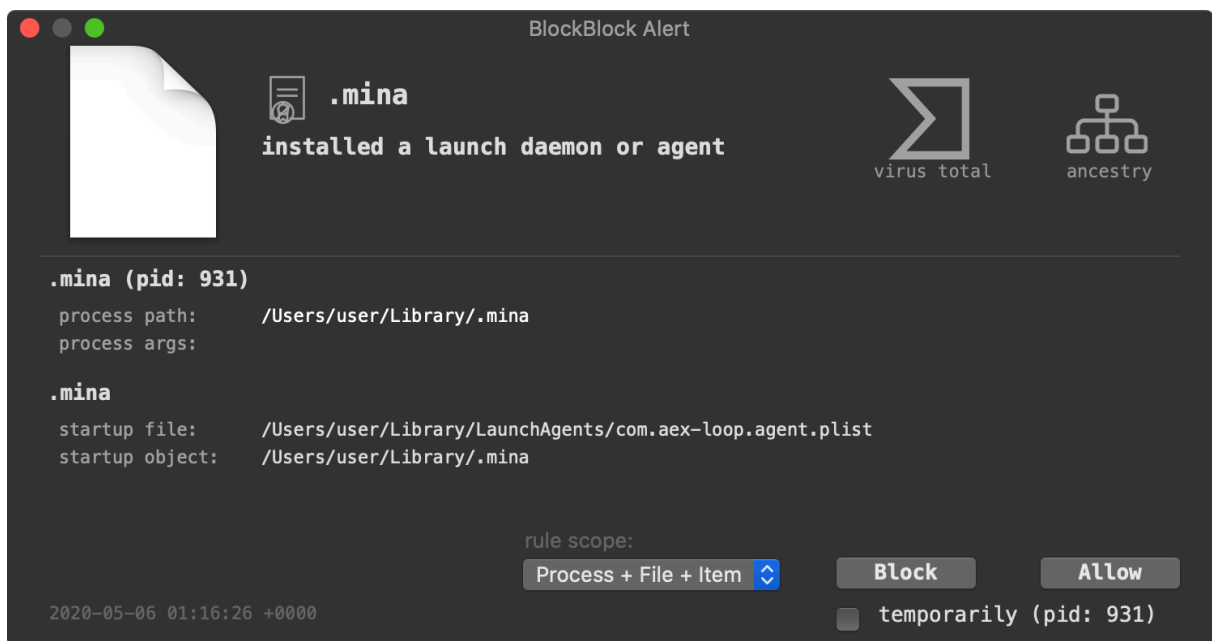 BlockBlock Alert
.mina
installed a launch daemon or agent
virus total
ancestry
.mina (pid: 931)
process path: /Users/user/Library/.mina
process args:
.mina
startup file: /Users/user/Library/LaunchAgents/com.aex-loop.agent.plist
startup object: /Users/user/Library/.mina
rule scope:
Process + File + Item
Block
Allow
2020-05-06 01:16:26 +0000
temporarily (pid: 931)